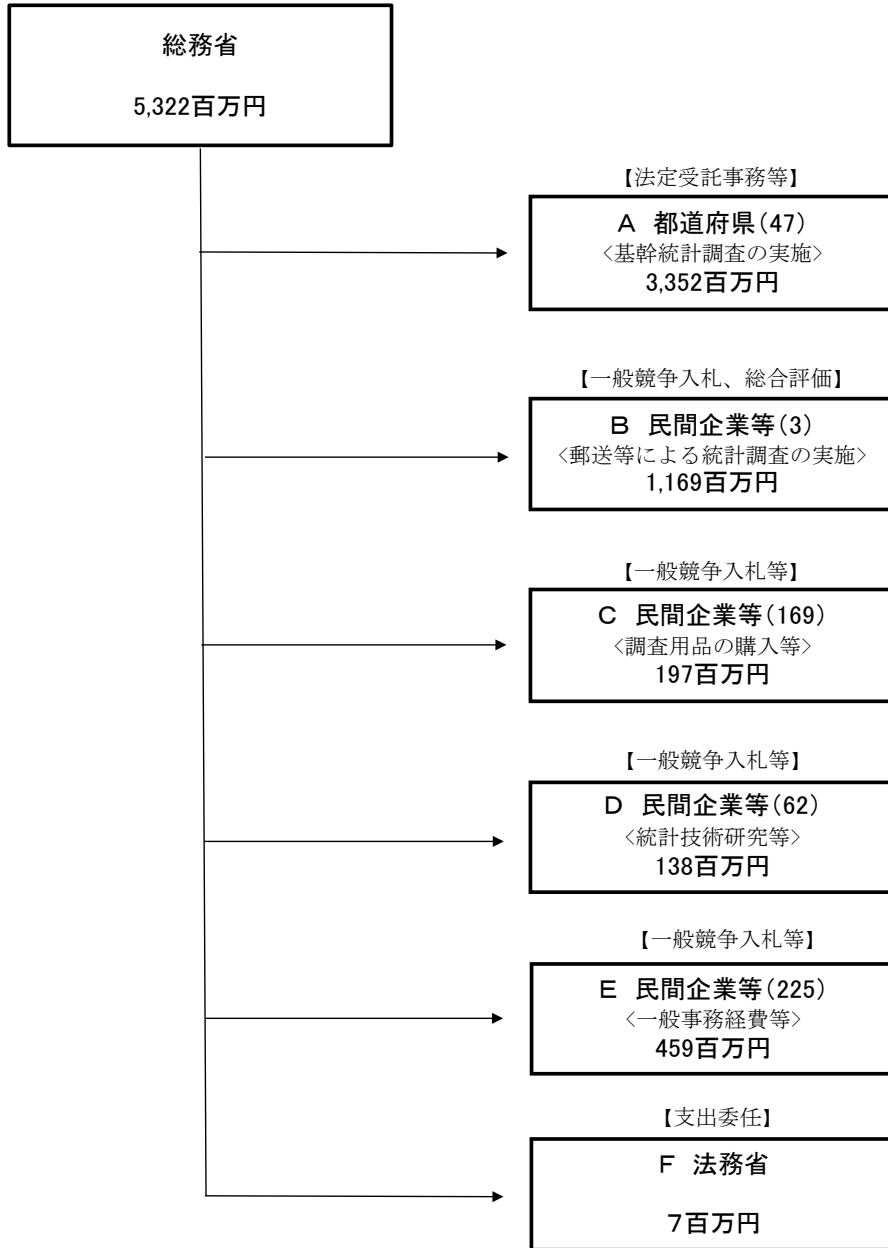 総務省
5,322百万円
【法定受託事務等】
A 都道府県(47)
<基幹統計調査の実施>
3,352百万円
【一般競争入札、総合評価】
B 民間企業等(3)
<郵送等による統計調査の実施>
1,169百万円
【一般競争入札等】
C 民間企業等(169)
<調査用品の購入等>
197百万円
【一般競争入札等】
D 民間企業等(62)
<統計技術研究等>
138百万円
【一般競争入札等】
E 民間企業等(225)
<一般事務経費等>
459百万円
【支出委任】
F 法務省
7百万円